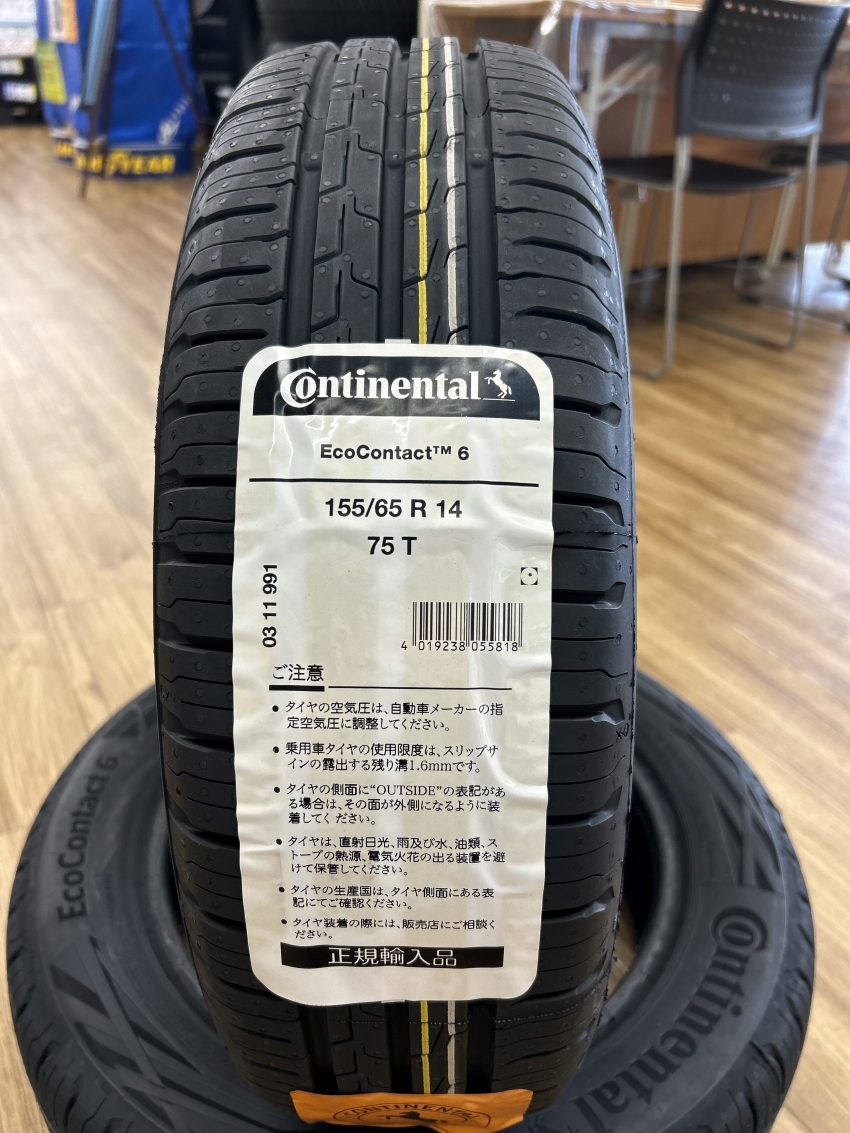 GOODYEAR
Continental
EcoContact™ 6
155/65 R 14
75 T
03 11 991
4 019238 055818
ご注意
• タイヤの空気圧は、自動車メーカーの指
定空気圧に調整してください。
• 乗用車タイヤの使用限度は、スリップサ
インの露出する残り溝1.6mmです。
• タイヤの側面に“OUTSIDE”の表記があ
る場合は、その面が外側になるように装
着してください。
• タイヤは、直射日光、雨及び水、油類、ス
トーブの熱源、電気火花の出る装置を避
けて保管してください。
• タイヤの生産国は、タイヤ側面にある表
記にてご確認ください。
• タイヤ装着の際には、販売店にご相談く
ださい。
正規輸入品
EcoContact 6
Continental
CONTINENTAL